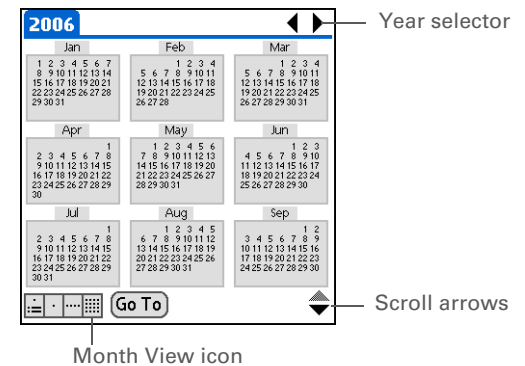 2006
Year selector
Jan Feb Mar
1 2 3 4 5 6 7 1 2 3 4 1 2 3 4
8 9 10 11 12 13 14 5 6 7 8 9 10 11 5 6 7 8 9 10 11
15 16 17 18 19 20 21 12 13 14 15 16 17 18 12 13 14 15 16 17 18
22 23 24 25 26 27 28 19 20 21 22 23 24 25 19 20 21 22 23 24 25
29 30 31 26 27 28 26 27 28 29 30 31
Apr May Jun
1 1 2 3 4 5 6 1 2 3
2 3 4 5 6 7 8 7 8 9 10 11 12 13 4 5 6 7 8 9 10
9 10 11 12 13 14 15 14 15 16 17 18 19 20 11 12 13 14 15 16 17
16 17 18 19 20 21 22 21 22 23 24 25 26 27 18 19 20 21 22 23 24
23 24 25 26 27 28 29 28 29 30 31 25 26 27 28 29 30
30
Jul Aug Sep
1 1 2 3 4 5 1 2
2 3 4 5 6 7 8 6 7 8 9 10 11 12 3 4 5 6 7 8 9
9 10 11 12 13 14 15 13 14 15 16 17 18 19 10 11 12 13 14 15 16
16 17 18 19 20 21 22 20 21 22 23 24 25 26 17 18 19 20 21 22 23
23 24 25 26 27 28 29 27 28 29 30 31 24 25 26 27 28 29 30
30 31
Go To
Scroll arrows
Month View icon